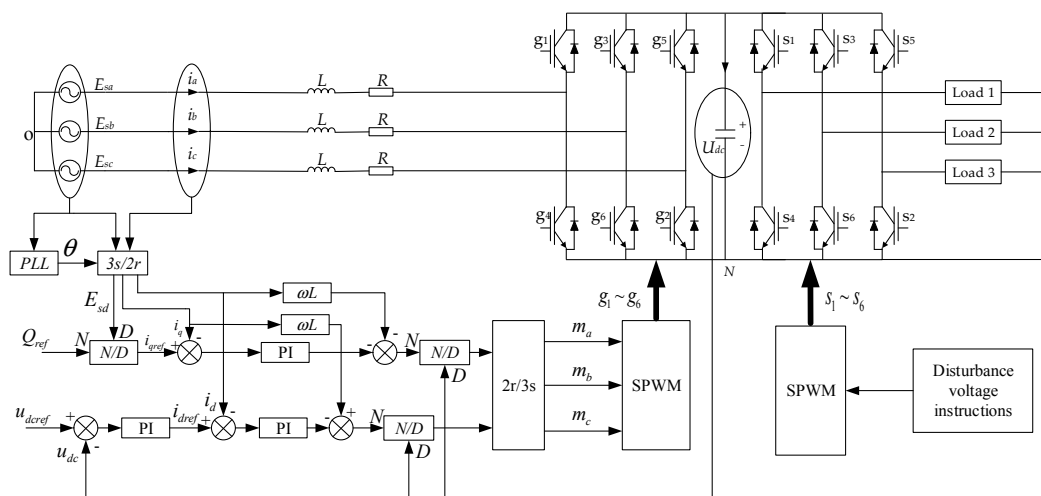 g1 g3 g5 s1 s3 s5
L R
Esa ia
Load 1
o
Esb ib
L R
Load 2
+
Udc
-
Esc ic
L R
Load 3
g4 g6 g2 s4 s6 s2
N
PLL θ 3s/2r
ωL
g1 ~ g6
s1 ~ s6
Esd
iq ωL
Qref N D N/D iqref + - PI - - N N/D D
ma
mb
mc
2r/3s
SPWM
SPWM
Disturbance
voltage
instructions
id
udcref + - PI idref + - PI - + N N/D D
udc